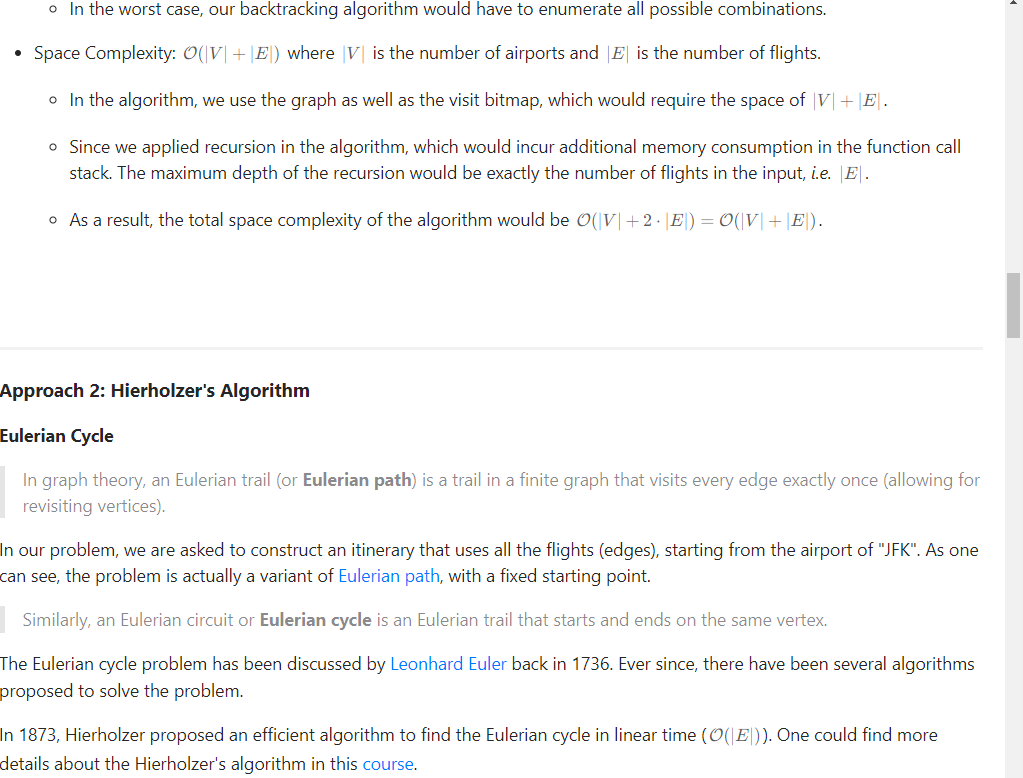 In the worst case, our backtracking algorithm would have to enumerate all possible combinations.
Space Complexity: O(|V| + |E|) where |V| is the number of airports and |E| is the number of flights.
In the algorithm, we use the graph as well as the visit bitmap, which would require the space of |V| + |E|.
Since we applied recursion in the algorithm, which would incur additional memory consumption in the function call
stack. The maximum depth of the recursion would be exactly the number of flights in the input, i.e. |E|.
As a result, the total space complexity of the algorithm would be O(|V| + 2 · |E|) = O(|V| + |E|).
Approach 2: Hierholzer's Algorithm
Eulerian Cycle
In graph theory, an Eulerian trail (or Eulerian path) is a trail in a finite graph that visits every edge exactly once (allowing for
revisiting vertices).
In our problem, we are asked to construct an itinerary that uses all the flights (edges), starting from the airport of "JFK". As one
can see, the problem is actually a variant of Eulerian path, with a fixed starting point.
Similarly, an Eulerian circuit or Eulerian cycle is an Eulerian trail that starts and ends on the same vertex.
The Eulerian cycle problem has been discussed by Leonhard Euler back in 1736. Ever since, there have been several algorithms
proposed to solve the problem.
In 1873, Hierholzer proposed an efficient algorithm to find the Eulerian cycle in linear time (O(|E|)). One could find more
details about the Hierholzer's algorithm in this course.